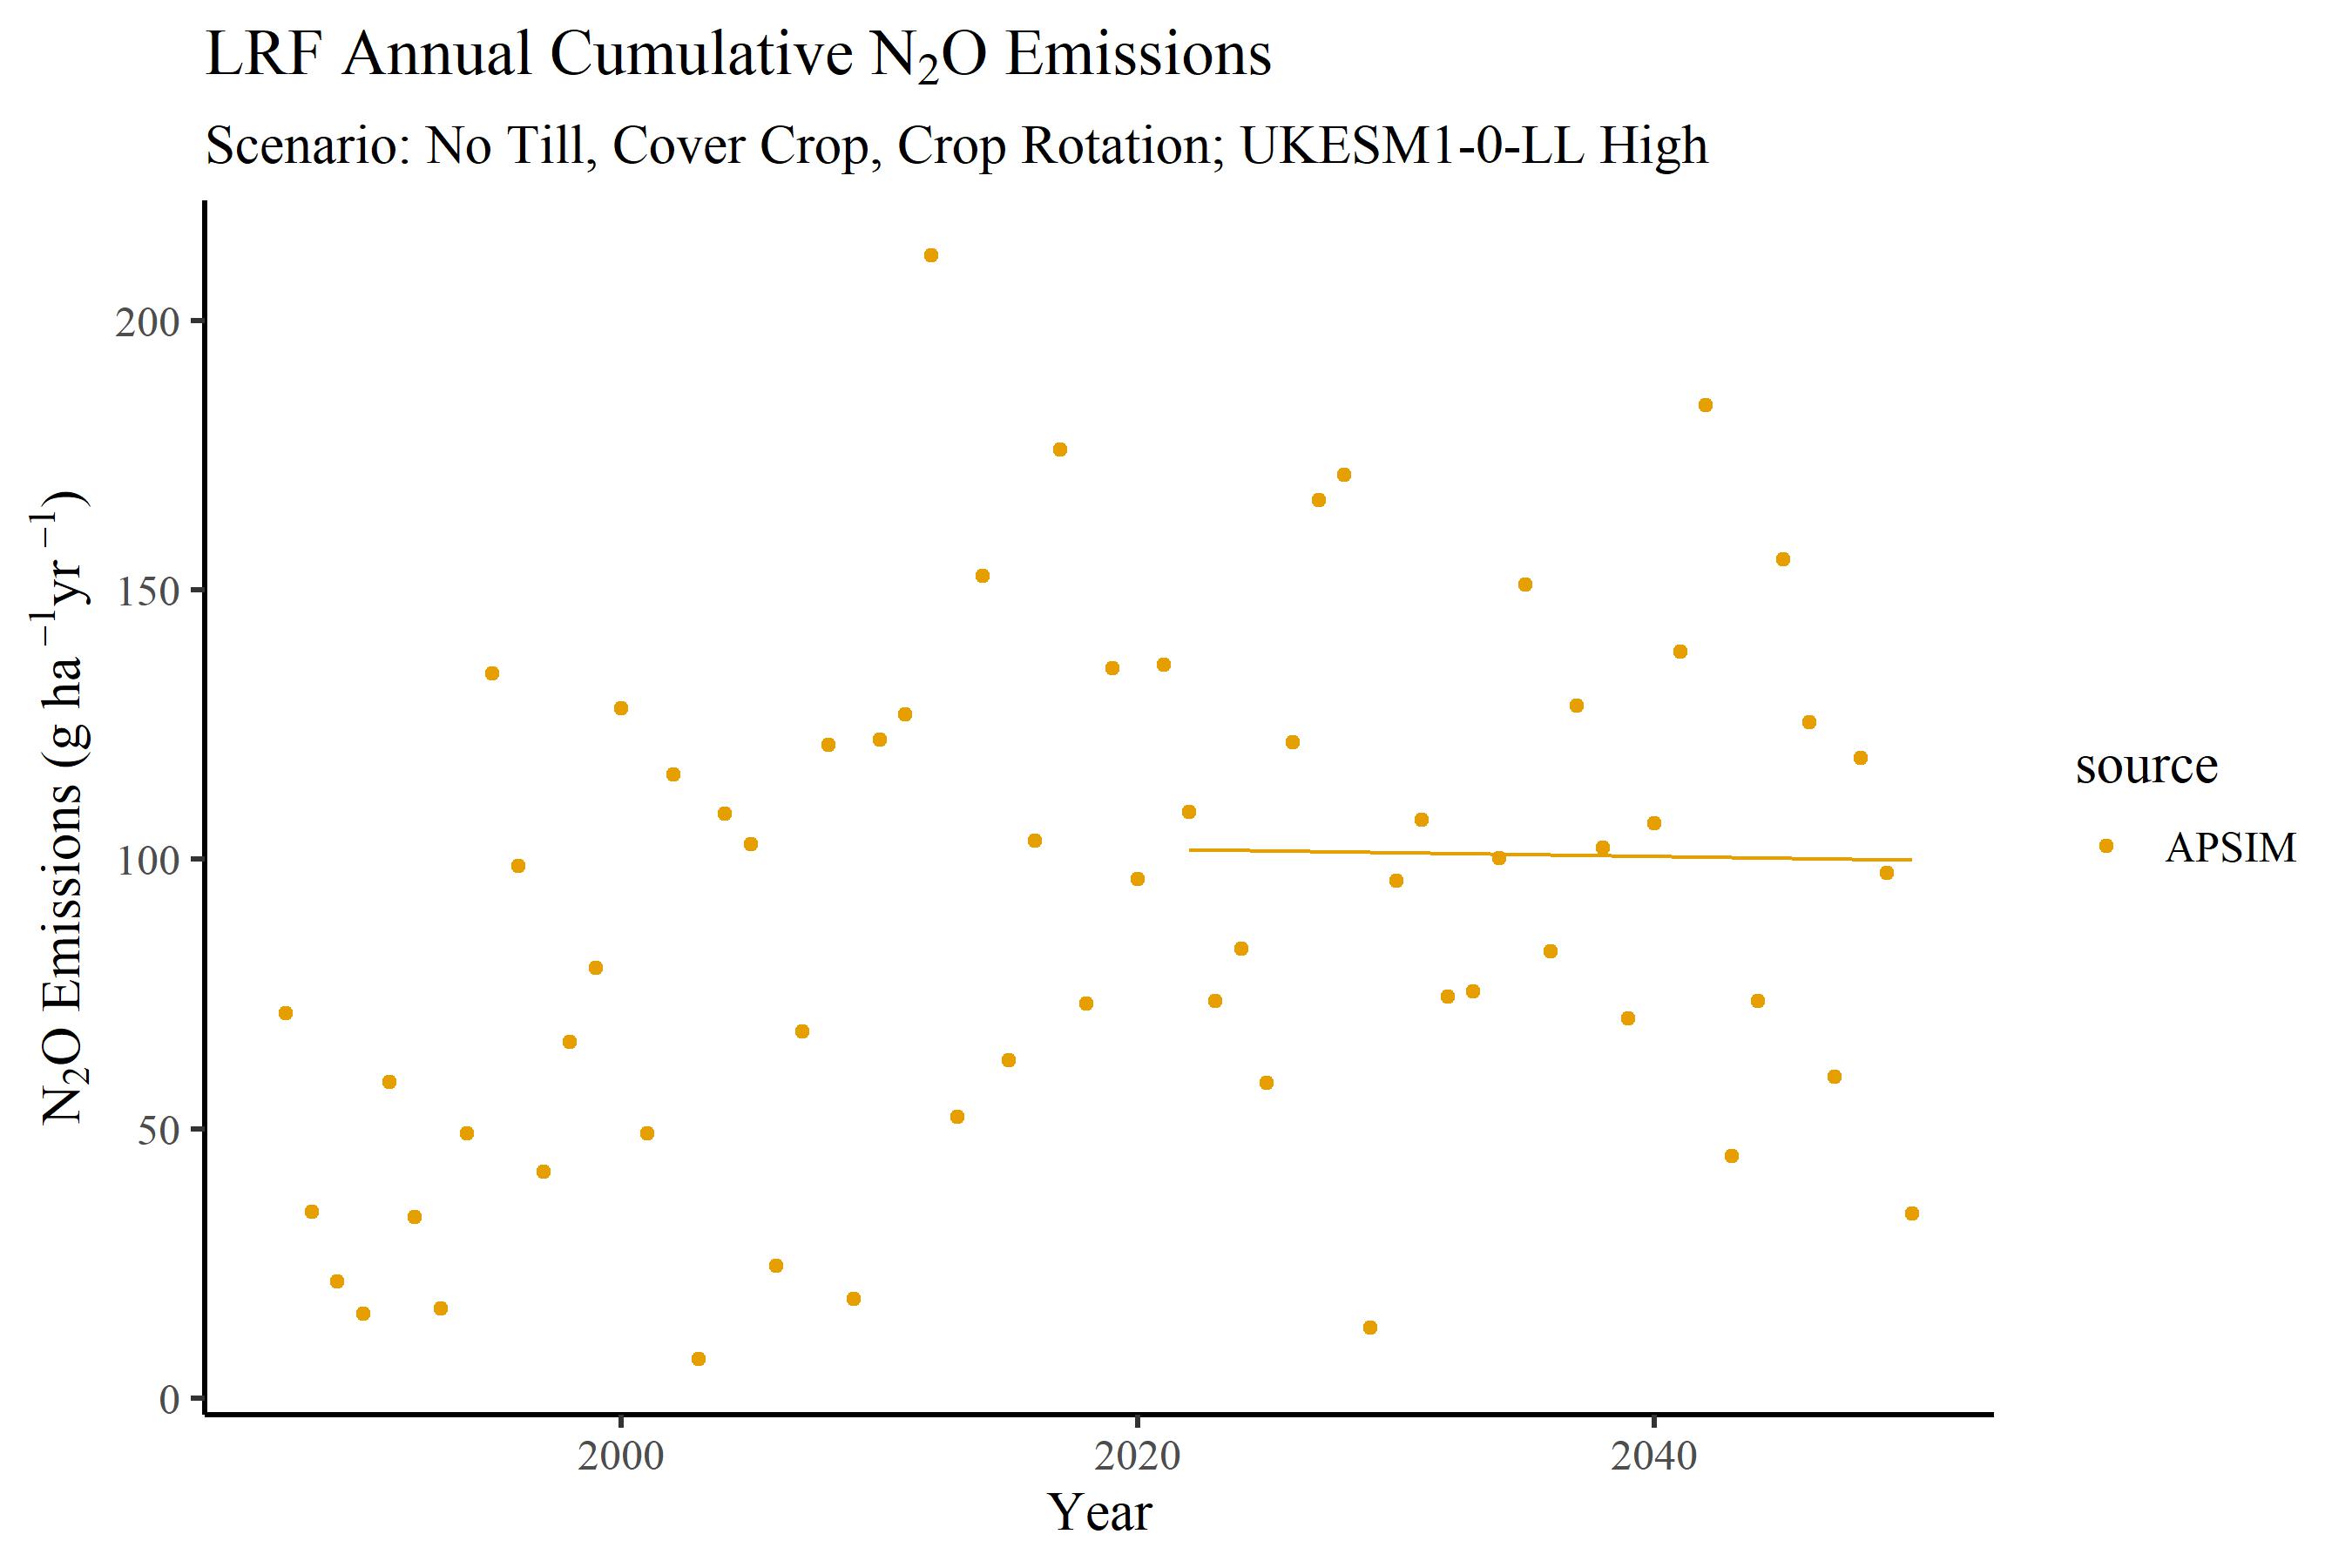 LRF Annual Cumulative N₂O Emissions
Scenario: No Till, Cover Crop, Crop Rotation; UKESM1-0-LL High
N₂O Emissions (g ha⁻¹yr⁻¹)
200
150
100
50
0
2000
2020
2040
Year
source
APSIM